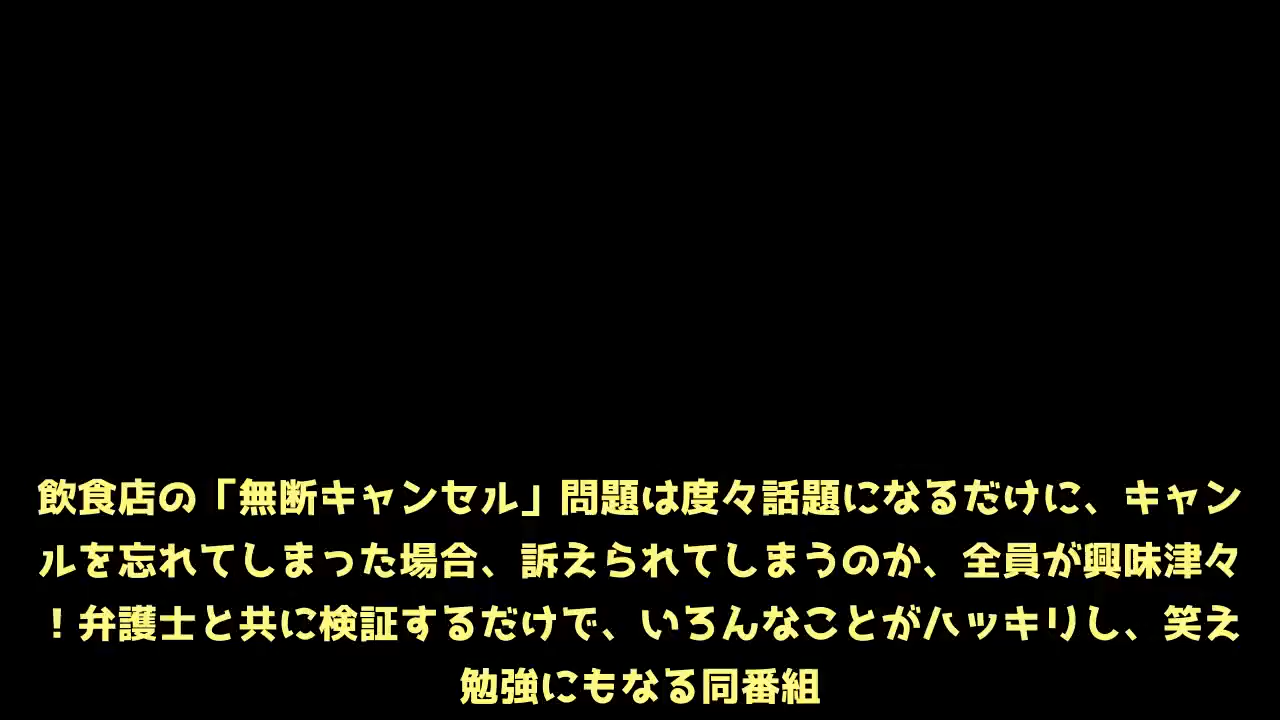 飲食店の「無断キャンセル」問題は度々話題になるだけに、キャン
ルを忘れてしまった場合、訴えられてしまうのか、全員が興味津々
！弁護士と共に検証するだけで、いろんなことがハッキリし、笑え
勉強にもなる同番組